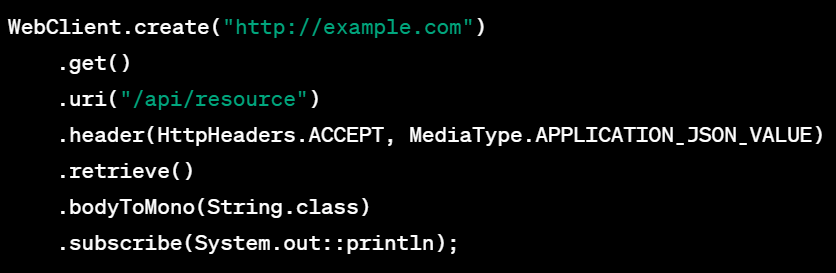 WebClient.create("http://example.com")
    .get()
    .uri("/api/resource")
    .header(HttpHeaders.ACCEPT, MediaType.APPLICATION_JSON_VALUE)
    .retrieve()
    .bodyToMono(String.class)
    .subscribe(System.out::println);